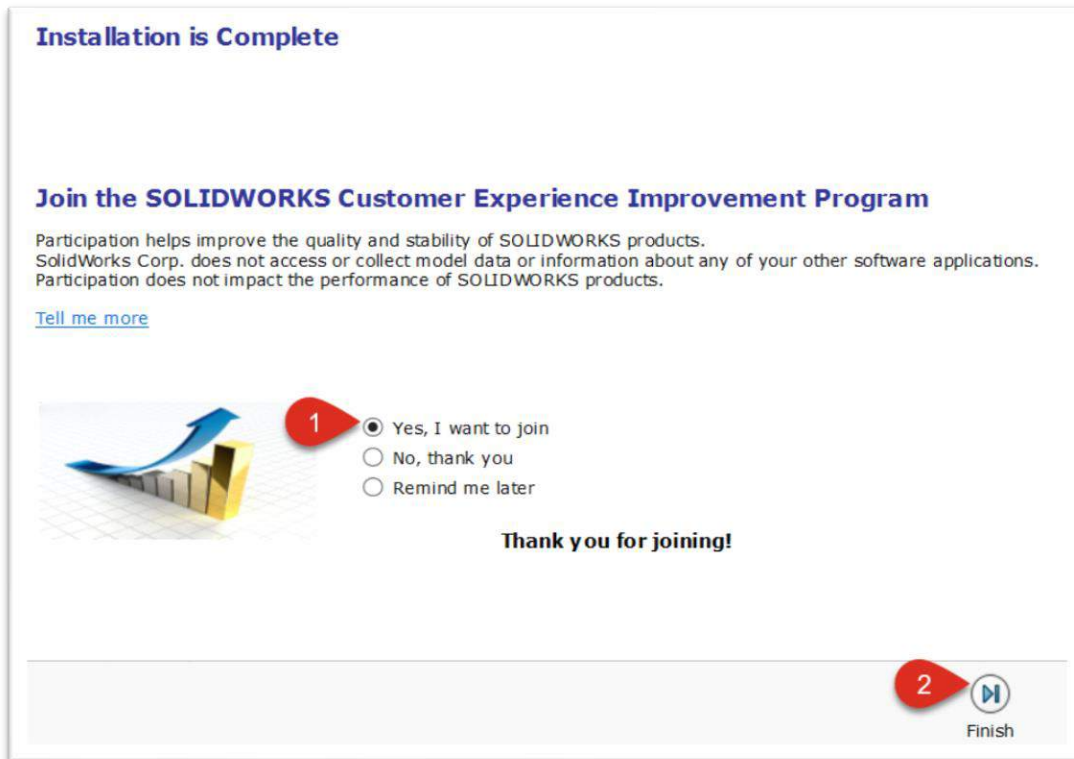 Installation is Complete
Join the SOLIDWORKS Customer Experience Improvement Program
Participation helps improve the quality and stability of SOLIDWORKS products.
SolidWorks Corp. does not access or collect model data or information about any of your other software applications.
Participation does not impact the performance of SOLIDWORKS products.
Tell me more
1
Yes, I want to join
No, thank you
Remind me later
Thank you for joining!
2
Finish